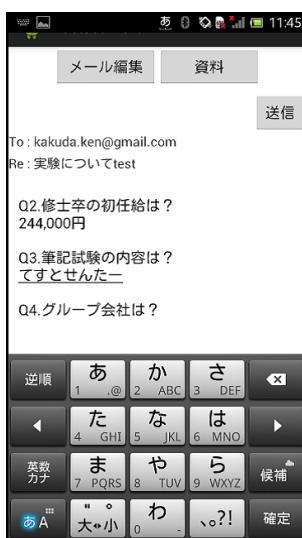 あ 11:45
メール編集 資料
送信
To : kakuda.ken@gmail.com
Re : 実験についてtest
Q2.修士卒の初任給は？
244,000円
Q3.筆記試験の内容は？
てすとせんたー
Q4.グループ会社は？
逆順 あ 1 .@ か 2 ABC さ 3 DEF
た 4 GHI な 5 JKL は 6 MNO
英数カナ ま 7 PQRS や 8 TUV ら 9 WXYZ 候補
あA 大⇔小 わ 0 - 、。?! 確定